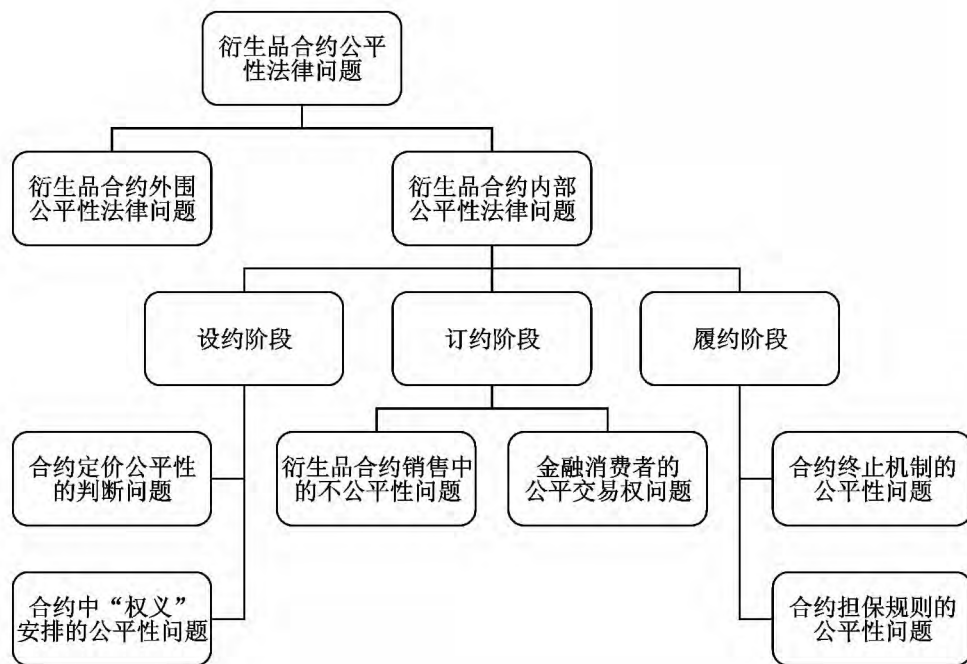 衍生品合约公平
性法律问题
衍生品合约外围
公平性法律问题
衍生品合约内部
公平性法律问题
设约阶段
订约阶段
履约阶段
合约定价公平性
的判断问题
衍生品合约销售中
的不公平性问题
金融消费者的
公平交易权问题
合约终止机制的
公平性问题
合约中“权义”
安排的公平性问题
合约担保规则的
公平性问题